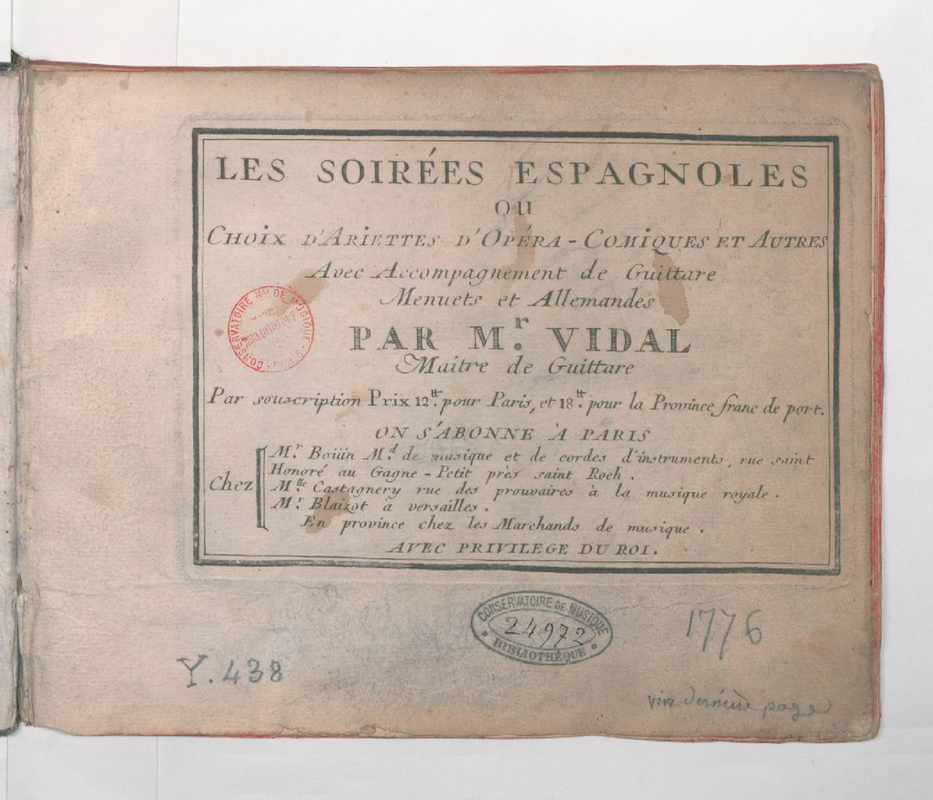 LES SOIRÉES ESPAGNOLES
OU
CHOIX D'ARIETTES D'OPÉRA-COMIQUES ET AUTRES
Avec Accompagnement de Guittare
Menuets et Allemandes
PAR Mr. VIDAL
Maitre de Guittare
Par souscription Prix 12tt. pour Paris, et 18tt. pour la Province franc de port.
ON S'ABONNE À PARIS
Chez
Mr. Boüin Md. de musique et de cordes d'instruments, rue saint
Honoré au Gagne-Petit près saint Roch.
Mlle Castagnery rue des prouvaires à la musique royale.
Mr. Blaizot à versailles.
En province chez les Marchands de musique.
AVEC PRIVILEGE DU ROI.
CONSERVATOIRE DE MUSIQUE
CONSERVATOIRE DE MUSIQUE
24972
BIBLIOTHÈQUE
1776
Y.438
voir dernière page